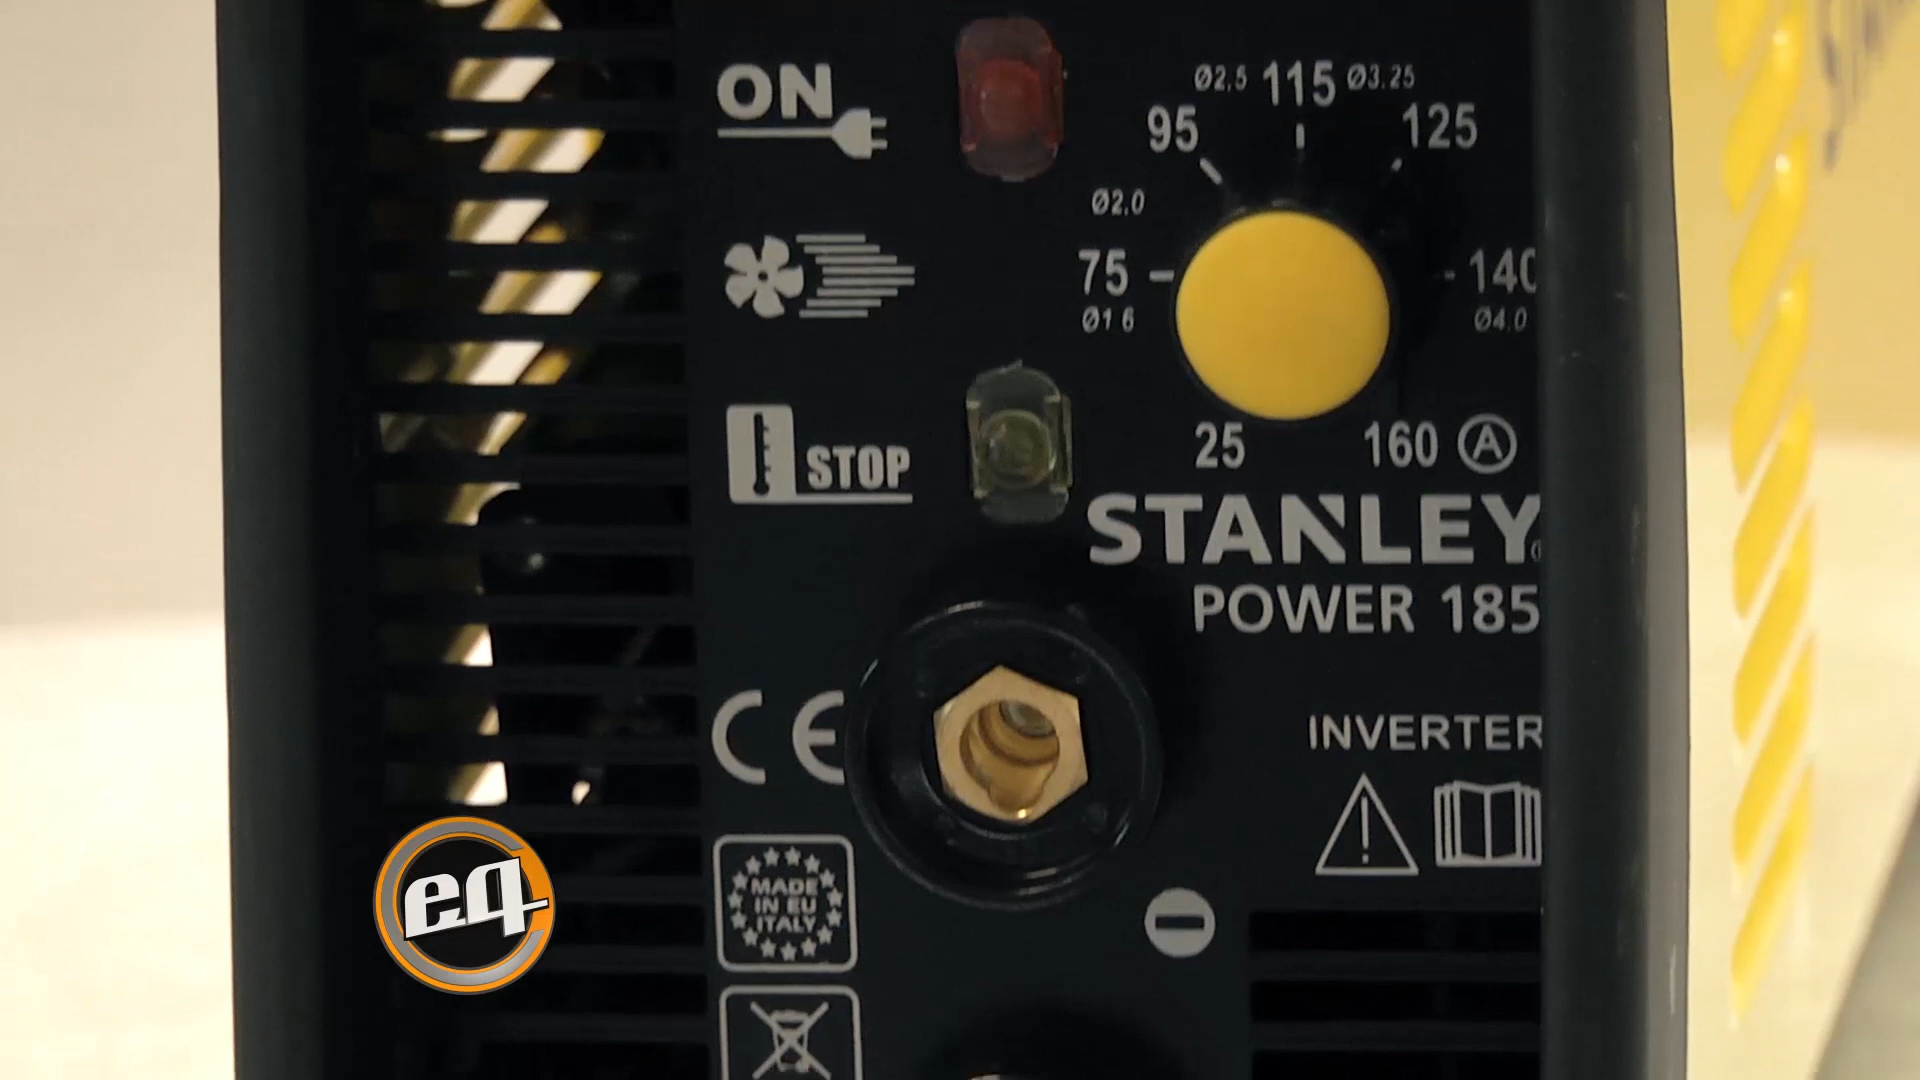 ON
Ø2,5 115 Ø3.25
95 125
Ø2.0
75 140
Ø1 6 Ø4.0
25 160 A
STOP
STANLEY
POWER 185
CE
INVERTER
MADE
IN EU
ITALY
eq